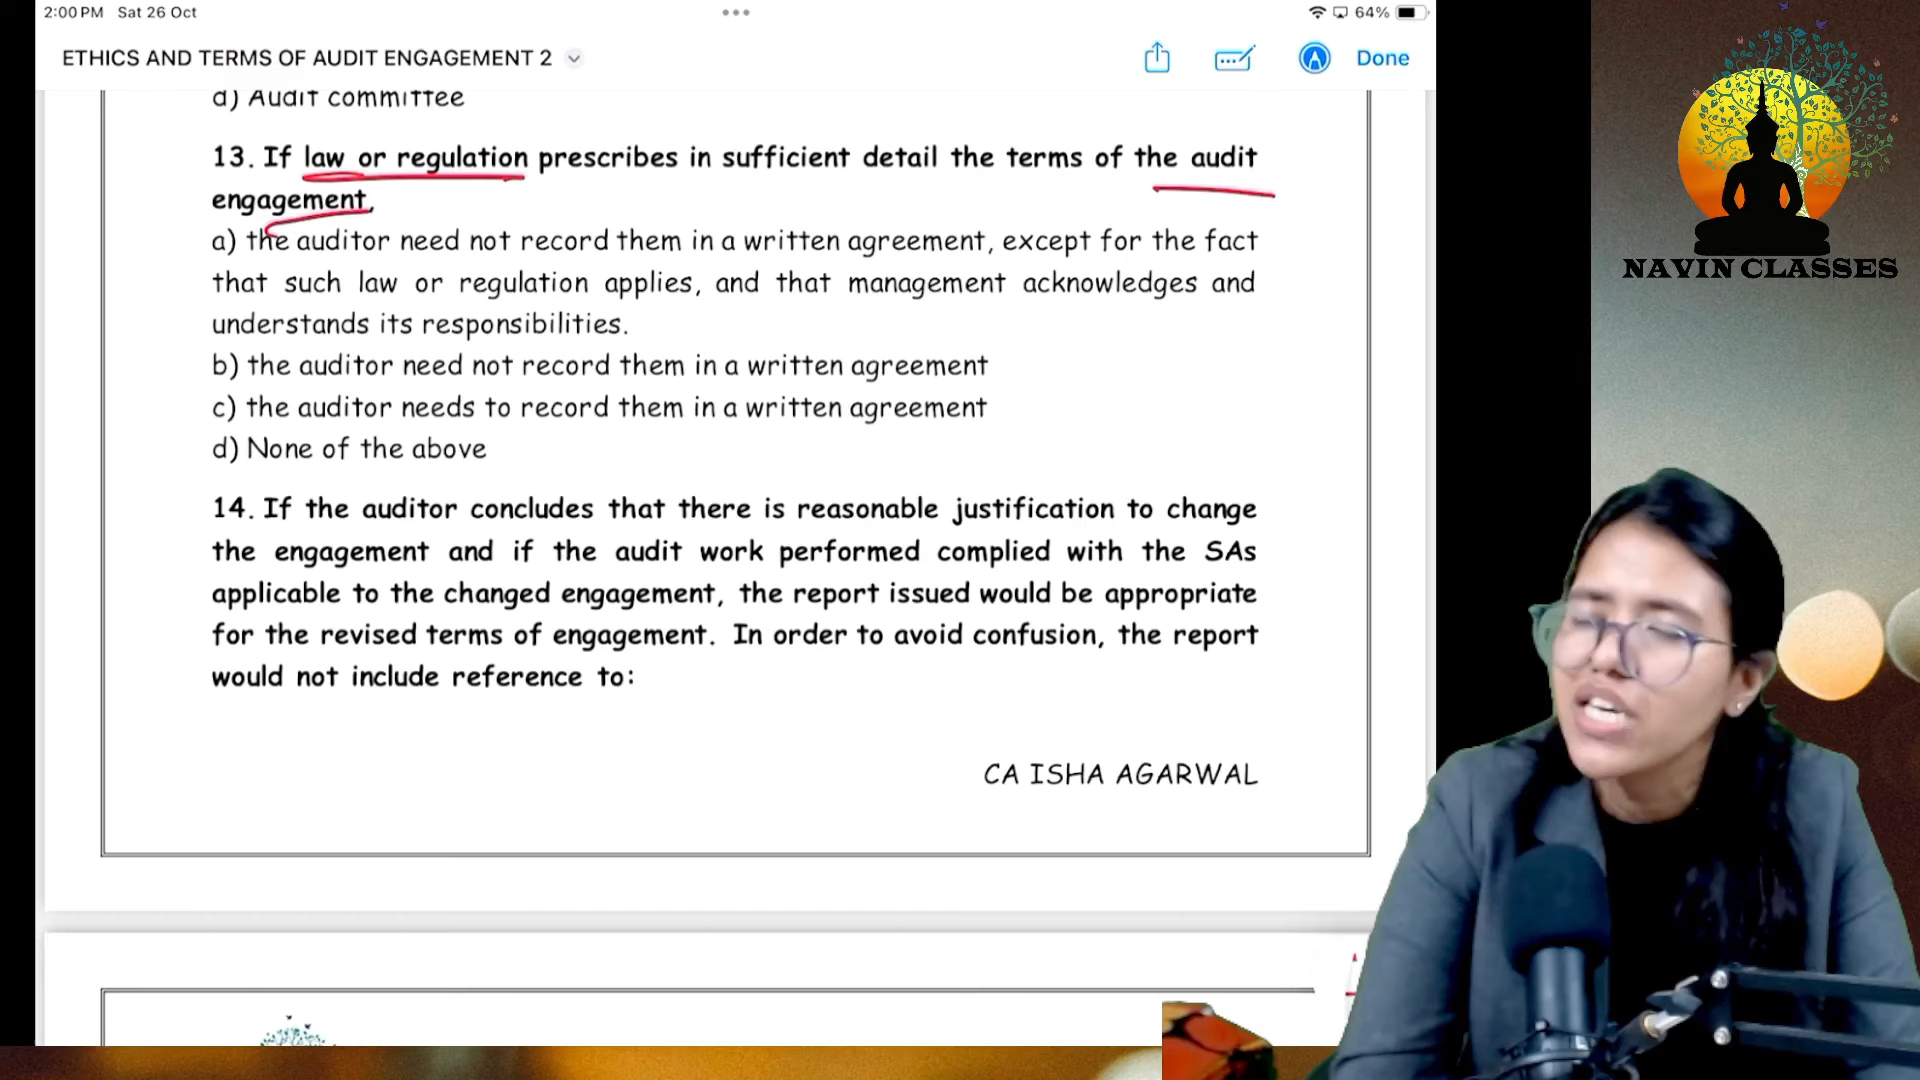 2:00 PM Sat 26 Oct
64%
ETHICS AND TERMS OF AUDIT ENGAGEMENT 2
Done
d) Audit committee
13. If law or regulation prescribes in sufficient detail the terms of the audit
engagement,
a) the auditor need not record them in a written agreement, except for the fact
that such law or regulation applies, and that management acknowledges and
understands its responsibilities.
b) the auditor need not record them in a written agreement
c) the auditor needs to record them in a written agreement
d) None of the above
14. If the auditor concludes that there is reasonable justification to change
the engagement and if the audit work performed complied with the SAs
applicable to the changed engagement, the report issued would be appropriate
for the revised terms of engagement. In order to avoid confusion, the report
would not include reference to:
CA ISHA AGARWAL
NAVIN CLASSES